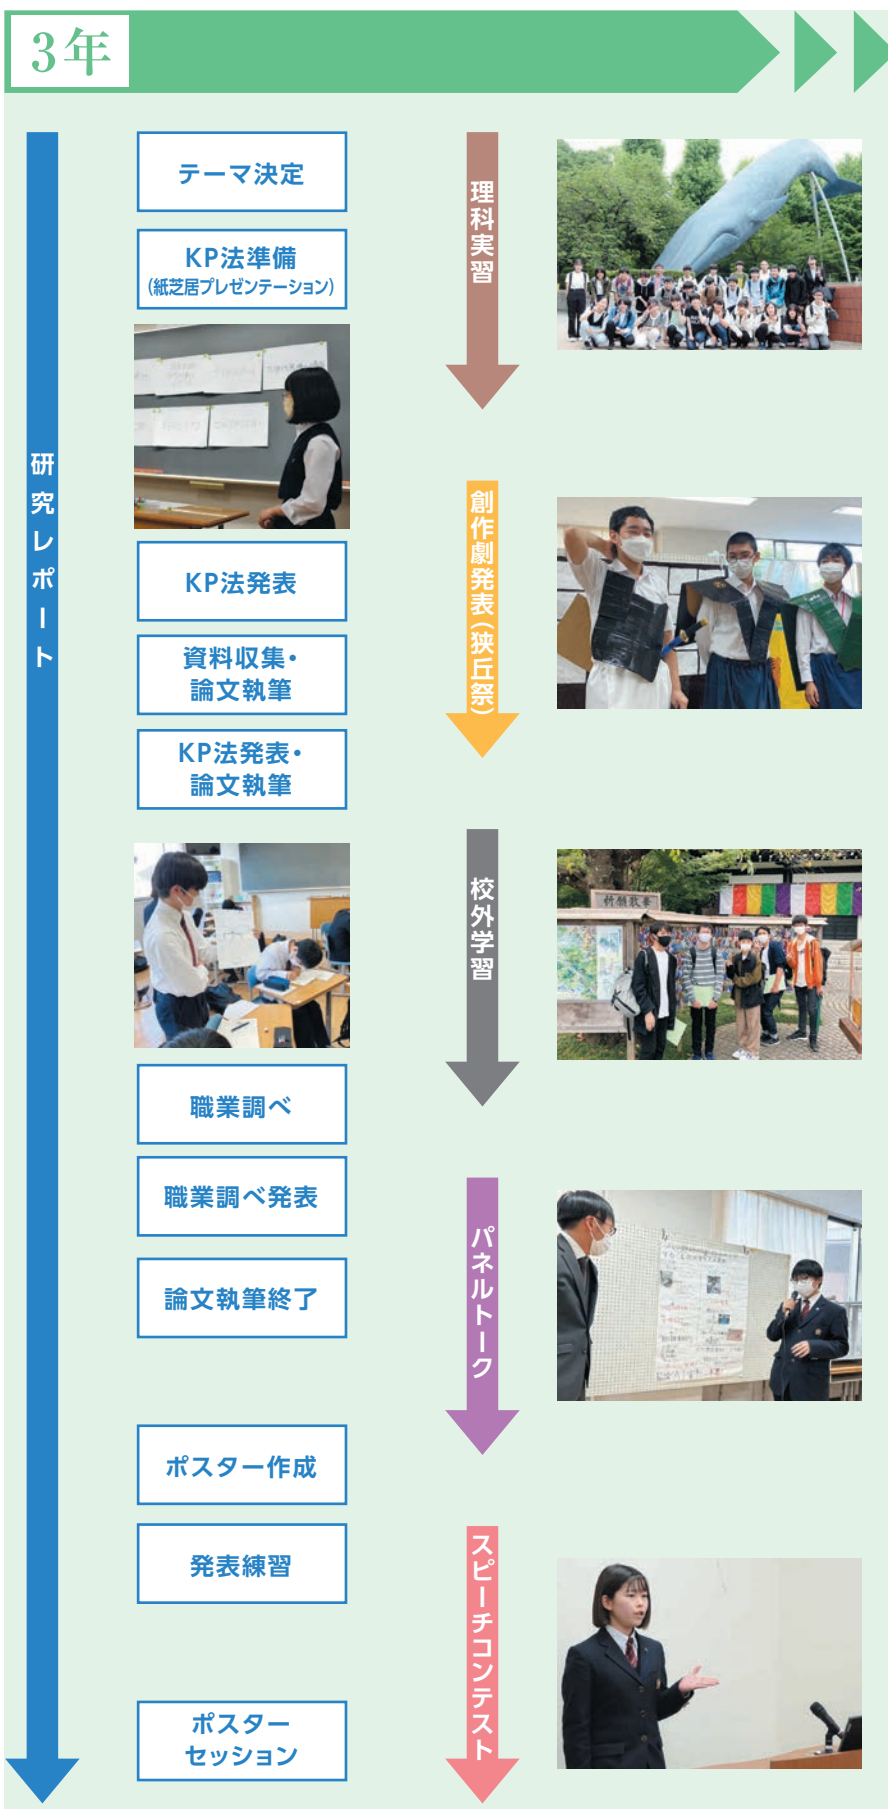 3年
研究レポート
テーマ決定
KP法準備
(紙芝居プレゼンテーション)
KP法発表
資料収集・
論文執筆
KP法発表・
論文執筆
職業調べ
職業調べ発表
論文執筆終了
ポスター作成
発表練習
ポスター
セッション
理科実習
創作劇発表(狭丘祭)
校外学習
祈願散華
パネルトーク
スピーチコンテスト